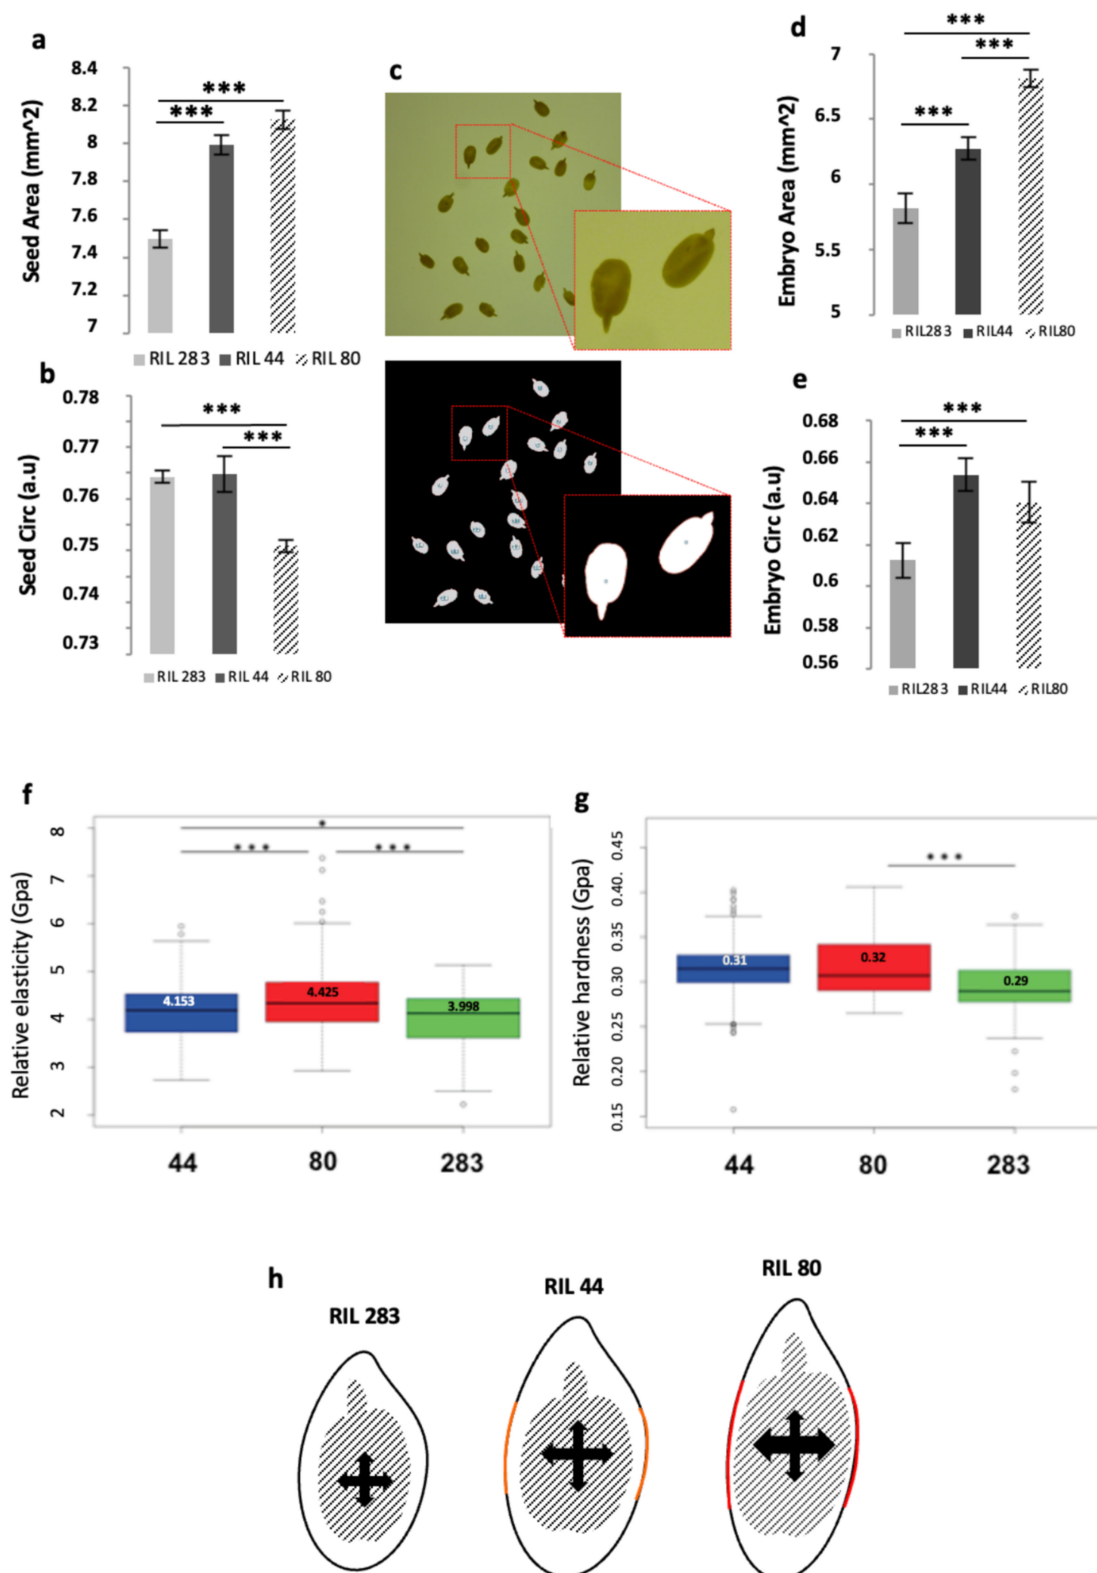 a
Seed Area (mm^2)
8.4
8.2
8
7.8
7.6
7.4
7.2
7
***
***
RIL 283 RIL 44 RIL 80
b
Seed Circ (a.u)
0.78
0.77
0.76
0.75
0.74
0.73
***
***
RIL 283 RIL 44 RIL 80
c
d
Embryo Area (mm^2)
7
6.5
6
5.5
5
***
***
***
RIL283 RIL44 RIL80
e
Embryo Circ (a.u)
0.68
0.66
0.64
0.62
0.6
0.58
0.56
***
***
RIL283 RIL44 RIL80
f
Relative elasticity (Gpa)
8
7
6
5
4
3
2
*
***
***
4.153
4.425
3.998
44 80 283
g
Relative hardness (Gpa)
0.45
0.40
0.35
0.30
0.25
0.20
0.15
***
0.31
0.32
0.29
44 80 283
h
RIL 283
RIL 44
RIL 80